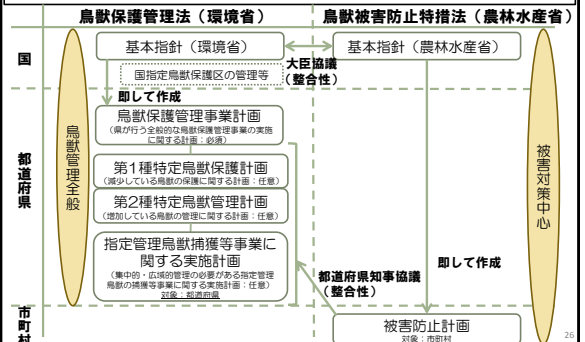 鳥獣保護管理法(環境省)
鳥獣被害防止特措法(農林水産省)
国
基本指針(環境省)
基本指針(農林水産省)
国指定鳥獣保護区の管理等
大臣協議
(整合性)
即して作成
鳥獣管理全般
都道府県
鳥獣保護管理事業計画
(県が行う全般的な鳥獣保護管理事業の実施
に関する計画:必須)
第1種特定鳥獣保護計画
(減少している鳥獣の保護に関する計画:任意)
第2種特定鳥獣管理計画
(増加している鳥獣の管理に関する計画:任意)
指定管理鳥獣捕獲等事業に
関する実施計画
(集中的・広域的管理の必要がある指定管理
鳥獣の捕獲等事業に関する実施計画:任意)
対象:都道府県
被害対策中心
都道府県知事協議
(整合性)
即して作成
市町村
被害防止計画
対象:市町村
26